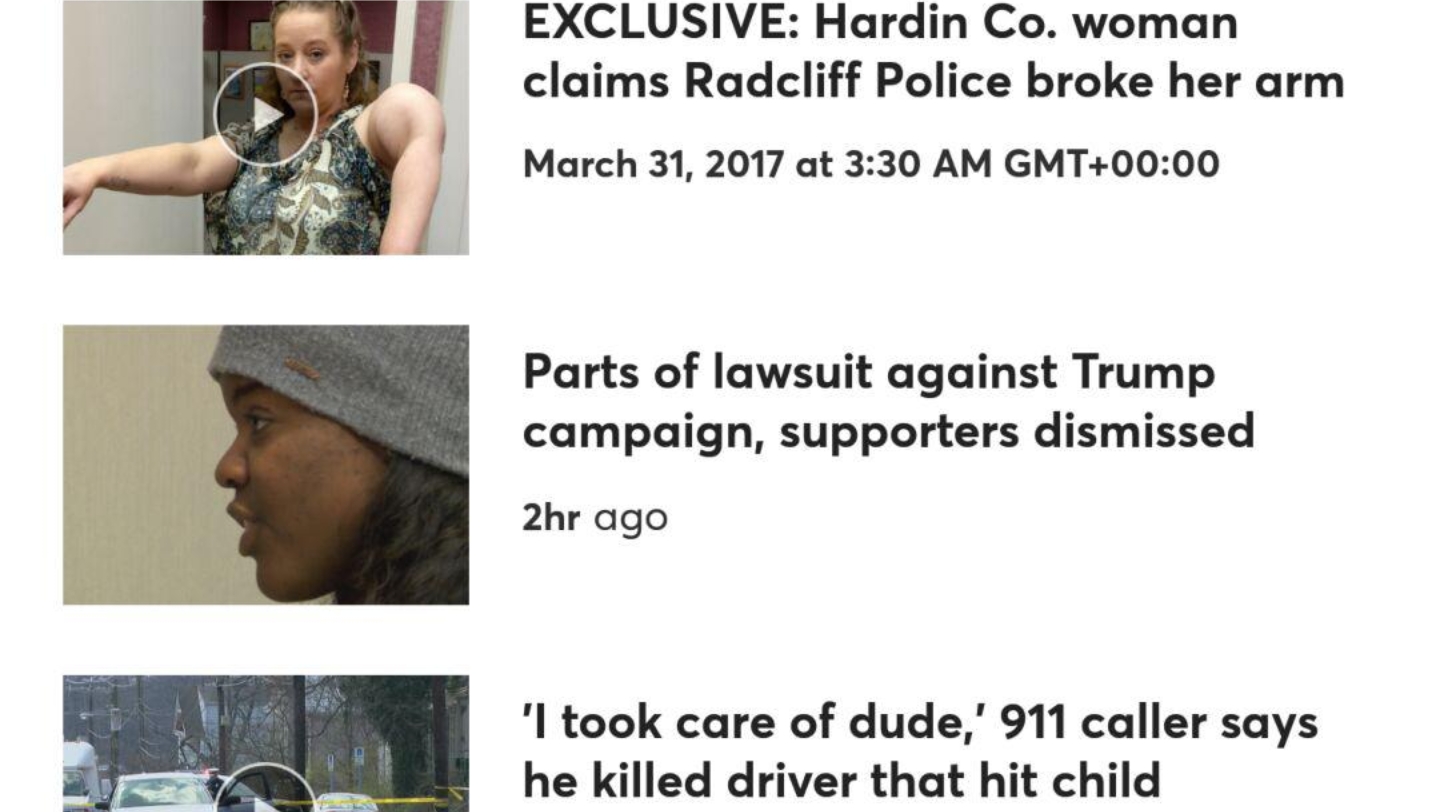 EXCLUSIVE: Hardin Co. woman
claims Radcliff Police broke her arm
March 31, 2017 at 3:30 AM GMT+00:00
Parts of lawsuit against Trump
campaign, supporters dismissed
2hr ago
'I took care of dude,' 911 caller says
he killed driver that hit child